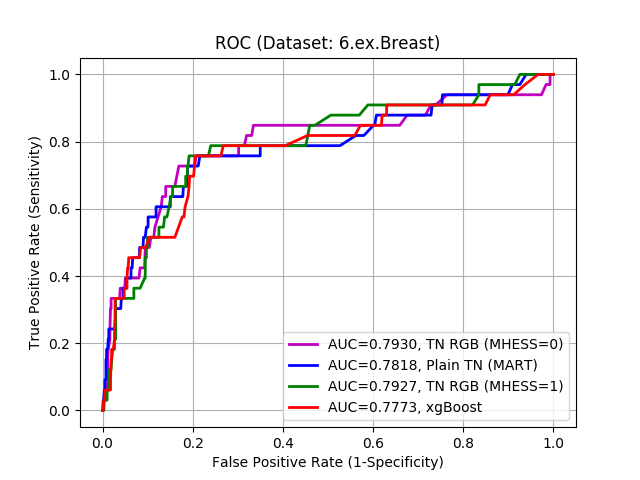 ROC (Dataset: 6.ex.Breast)
True Positive Rate (Sensitivity)
1.0
0.8
0.6
0.4
0.2
0.0
AUC=0.7930, TN RGB (MHESS=0)
AUC=0.7818, Plain TN (MART)
AUC=0.7927, TN RGB (MHESS=1)
AUC=0.7773, xgBoost
0.0 0.2 0.4 0.6 0.8 1.0
False Positive Rate (1-Specificity)